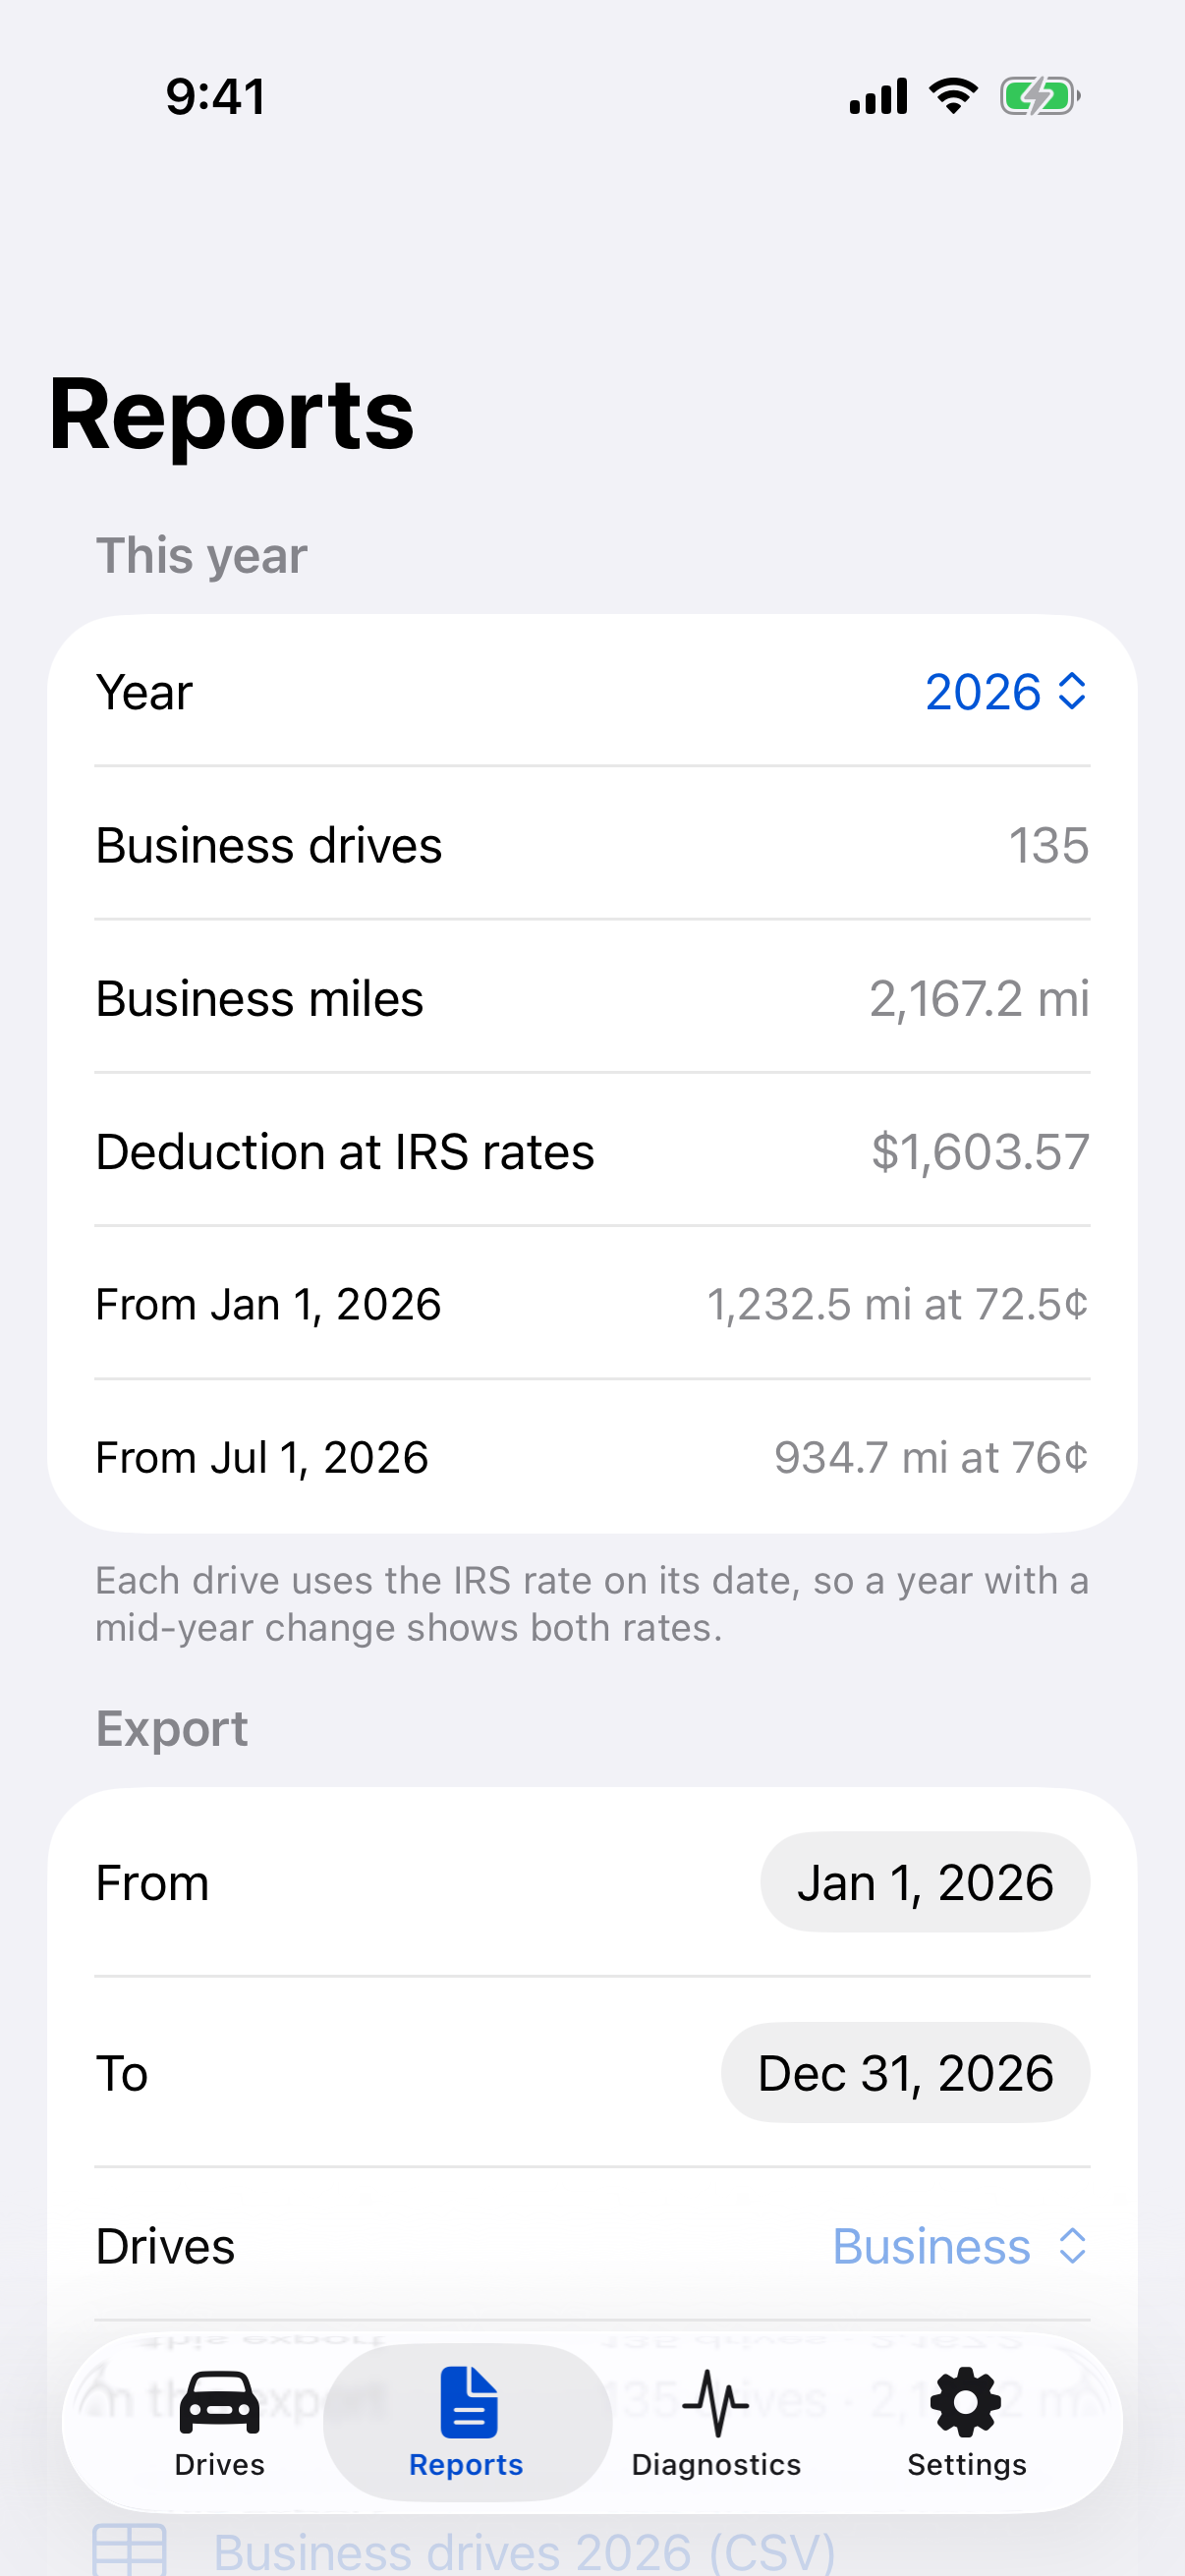 9:41
Reports
This year
Year 2026
Business drives 135
Business miles 2,167.2 mi
Deduction at IRS rates $1,603.57
From Jan 1, 2026 1,232.5 mi at 72.5¢
From Jul 1, 2026 934.7 mi at 76¢
Each drive uses the IRS rate on its date, so a year with a
mid-year change shows both rates.
Export
From Jan 1, 2026
To Dec 31, 2026
Drives Business
Drives Reports Diagnostics Settings
Business drives 2026 (CSV)